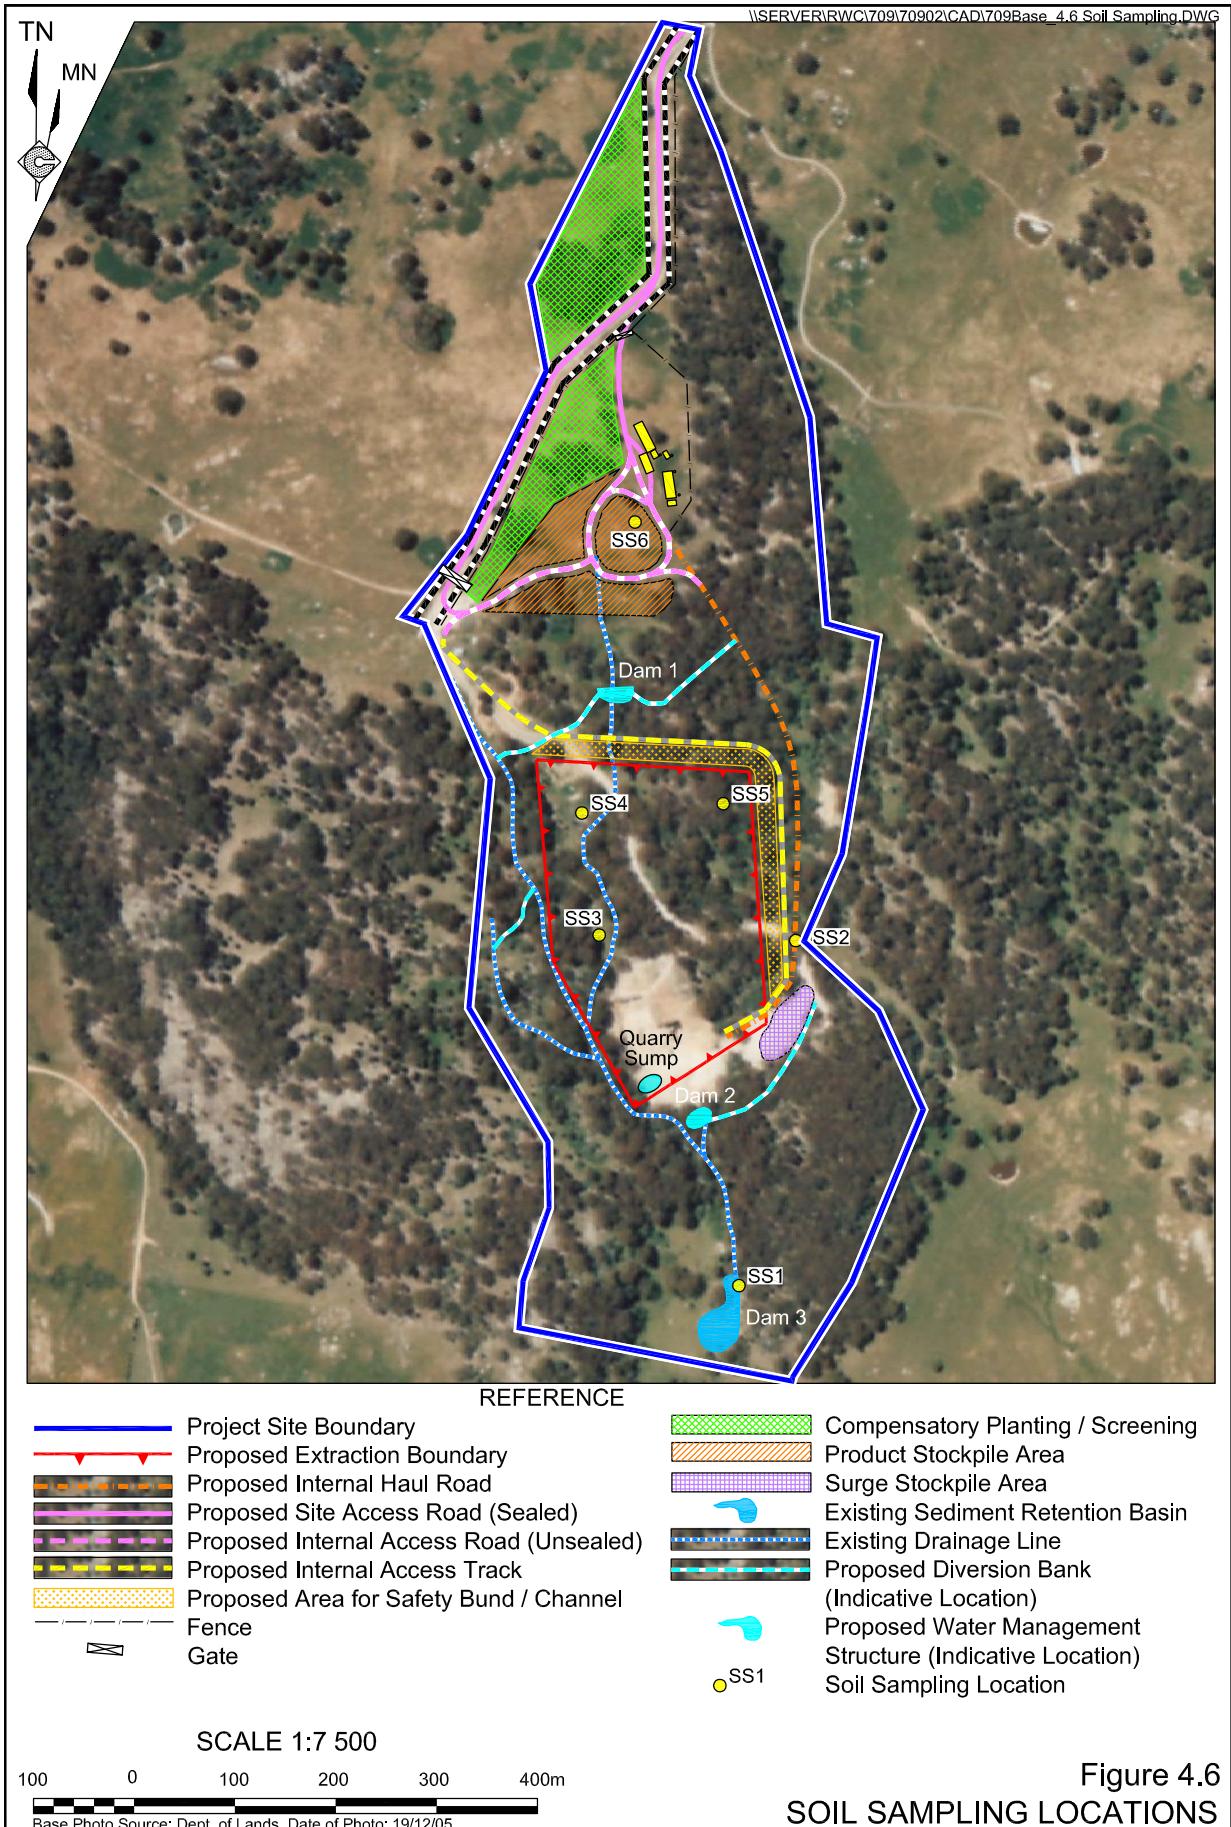 \\SERVER\RWC\709\70902\CAD\709Base_4.6 Soil Sampling.DWG
TN
MN
SS6
Dam 1
SS4
SS5
SS3
SS2
Quarry
Sump
Dam 2
SS1
Dam 3
REFERENCE
Project Site Boundary
Proposed Extraction Boundary
Proposed Internal Haul Road
Proposed Site Access Road (Sealed)
Proposed Internal Access Road (Unsealed)
Proposed Internal Access Track
Proposed Area for Safety Bund / Channel
Fence
Gate
Compensatory Planting / Screening
Product Stockpile Area
Surge Stockpile Area
Existing Sediment Retention Basin
Existing Drainage Line
Proposed Diversion Bank
(Indicative Location)
Proposed Water Management
Structure (Indicative Location)
SS1
Soil Sampling Location
SCALE 1:7 500
100 0 100 200 300 400m
Base Photo Source: Dept. of Lands, Date of Photo: 19/12/05
Figure 4.6
SOIL SAMPLING LOCATIONS